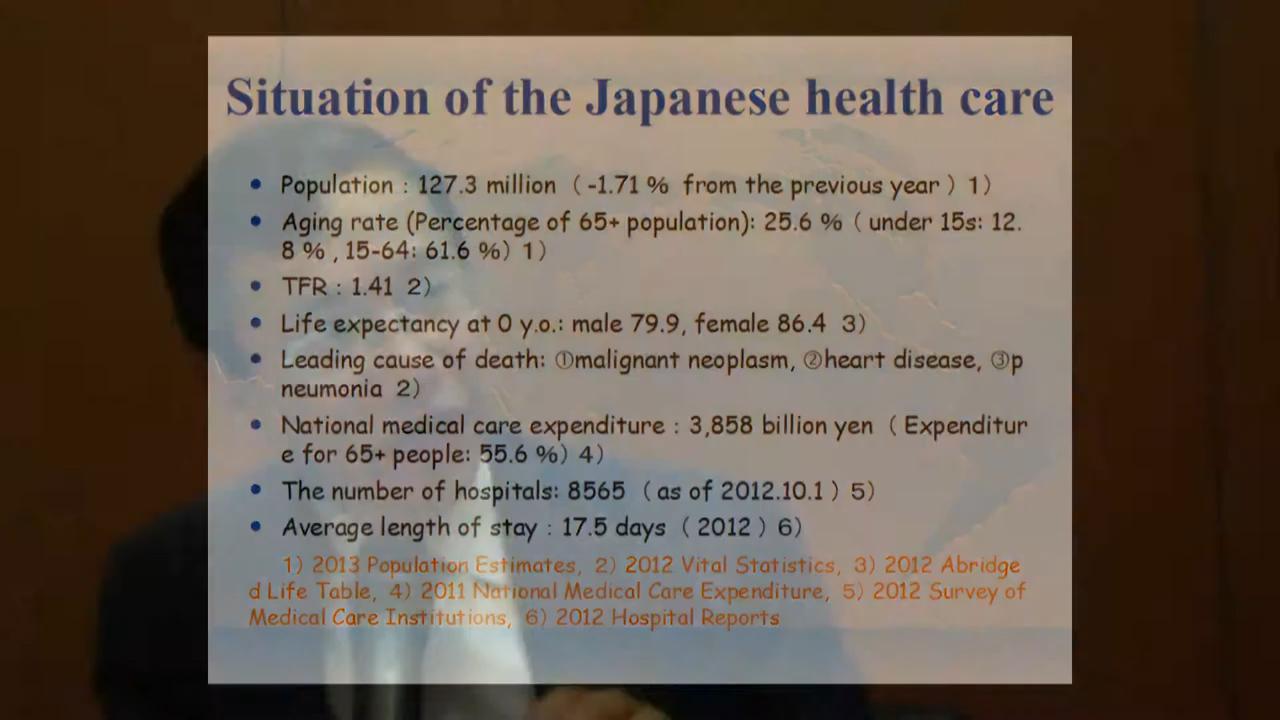 Situation of the Japanese health care
• Population : 127.3 million ( -1.71 % from the previous year ) 1)
• Aging rate (Percentage of 65+ population): 25.6 % ( under 15s: 12.
8 % , 15-64: 61.6 %) 1)
• TFR : 1.41 2)
• Life expectancy at 0 y.o.: male 79.9, female 86.4 3)
• Leading cause of death: ①malignant neoplasm, ②heart disease, ③p
neumonia 2)
• National medical care expenditure : 3,858 billion yen ( Expenditur
e for 65+ people: 55.6 %) 4)
• The number of hospitals: 8565 ( as of 2012.10.1 ) 5)
• Average length of stay : 17.5 days ( 2012 ) 6)
1) 2013 Population Estimates, 2) 2012 Vital Statistics, 3) 2012 Abridge
d Life Table, 4) 2011 National Medical Care Expenditure, 5) 2012 Survey of
Medical Care Institutions, 6) 2012 Hospital Reports